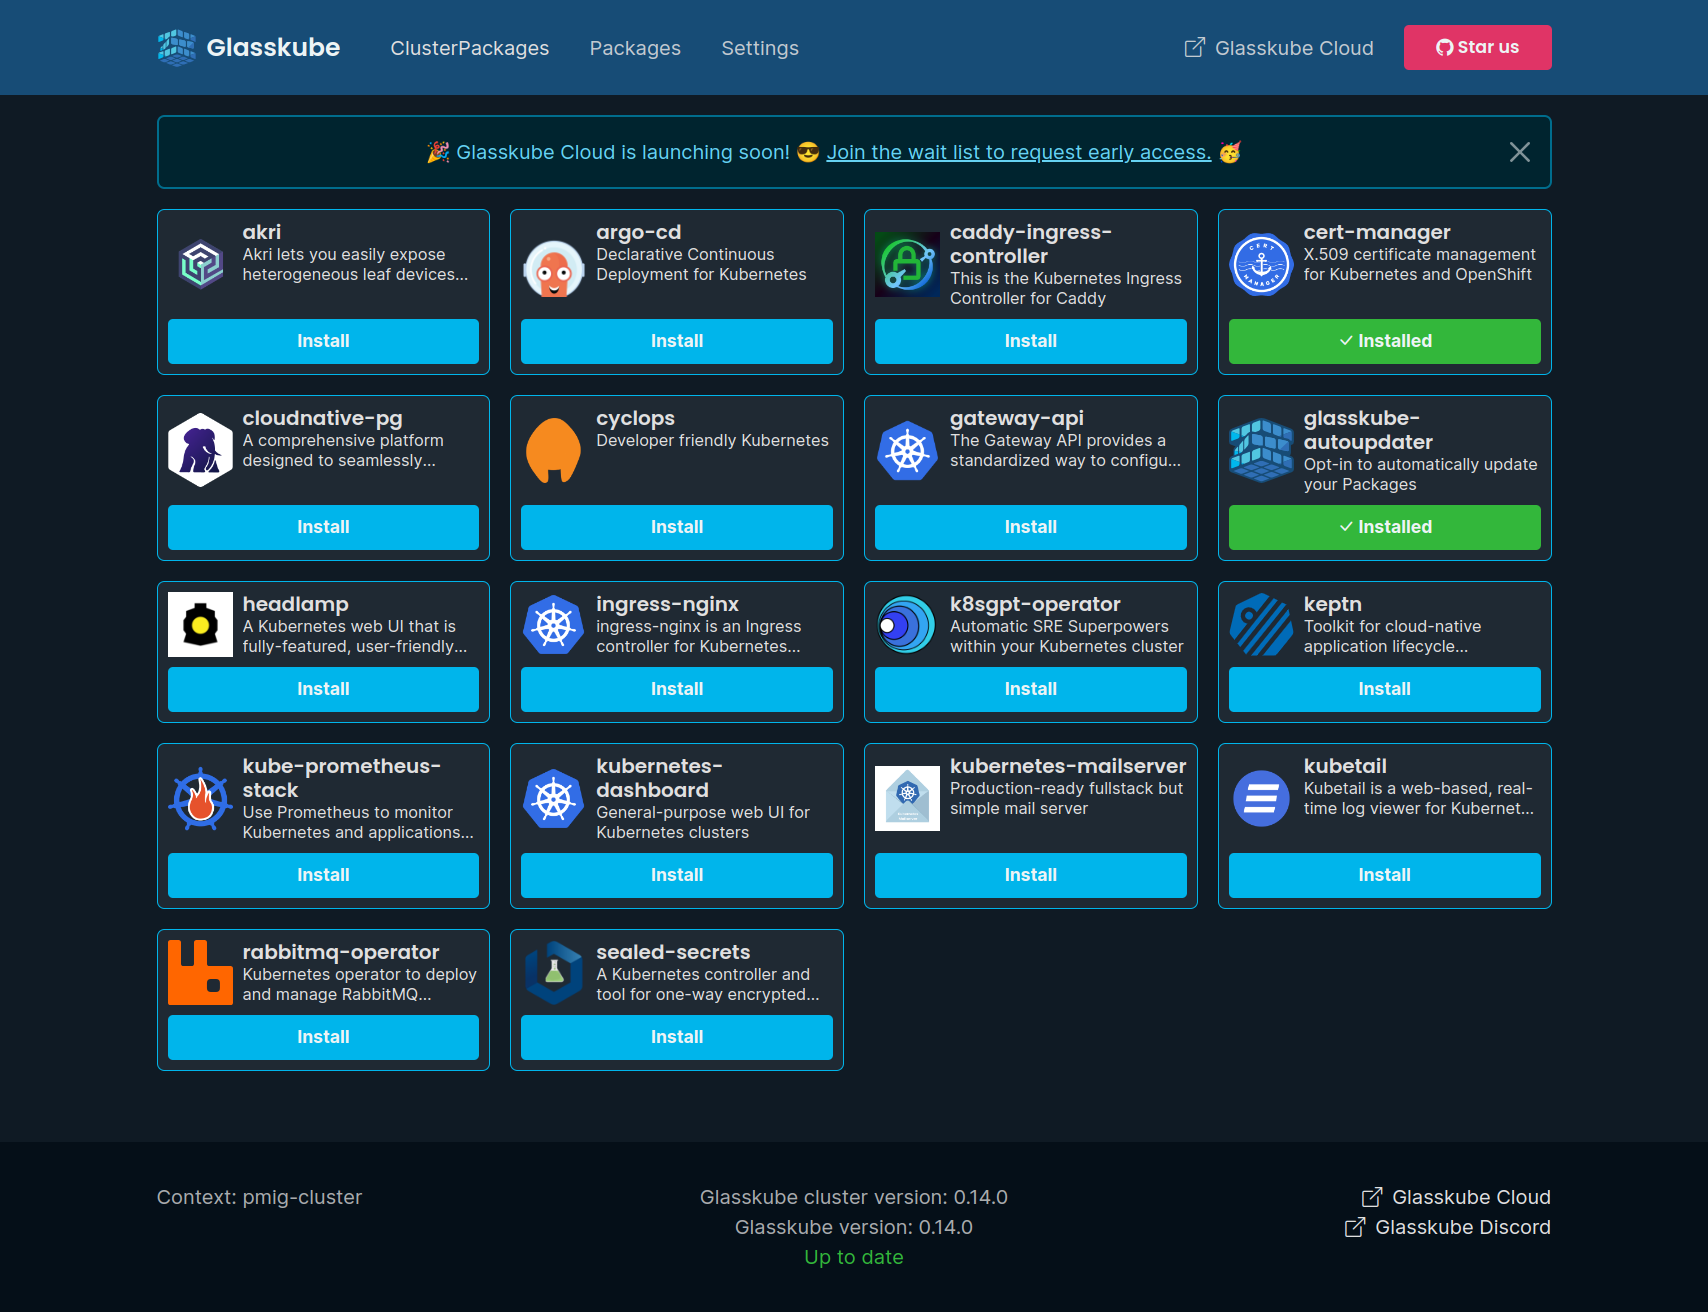 Glasskube
ClusterPackages
Packages
Settings
Glasskube Cloud
Star us
🎉 Glasskube Cloud is launching soon! 😎 Join the wait list to request early access. 🥳
akri
Akri lets you easily expose
heterogeneous leaf devices...
Install
argo-cd
Declarative Continuous
Deployment for Kubernetes
Install
caddy-ingress-
controller
This is the Kubernetes Ingress
Controller for Caddy
Install
CERT
MANAGER
cert-manager
X.509 certificate management
for Kubernetes and OpenShift
Installed
cloudnative-pg
A comprehensive platform
designed to seamlessly...
Install
cyclops
Developer friendly Kubernetes
Install
gateway-api
The Gateway API provides a
standardized way to configu...
Install
glasskube-
autoupdater
Opt-in to automatically update
your Packages
Installed
headlamp
A Kubernetes web UI that is
fully-featured, user-friendly...
Install
ingress-nginx
ingress-nginx is an Ingress
controller for Kubernetes...
Install
k8sgpt-operator
Automatic SRE Superpowers
within your Kubernetes cluster
Install
keptn
Toolkit for cloud-native
application lifecycle...
Install
kube-prometheus-
stack
Use Prometheus to monitor
Kubernetes and applications...
Install
kubernetes-
dashboard
General-purpose web UI for
Kubernetes clusters
Install
kubernetes-mailserver
Production-ready fullstack but
simple mail server
Install
kubetail
Kubetail is a web-based, real-
time log viewer for Kubernet...
Install
rabbitmq-operator
Kubernetes operator to deploy
and manage RabbitMQ...
Install
sealed-secrets
A Kubernetes controller and
tool for one-way encrypted...
Install
Context: pmig-cluster
Glasskube cluster version: 0.14.0
Glasskube version: 0.14.0
Up to date
Glasskube Cloud
Glasskube Discord